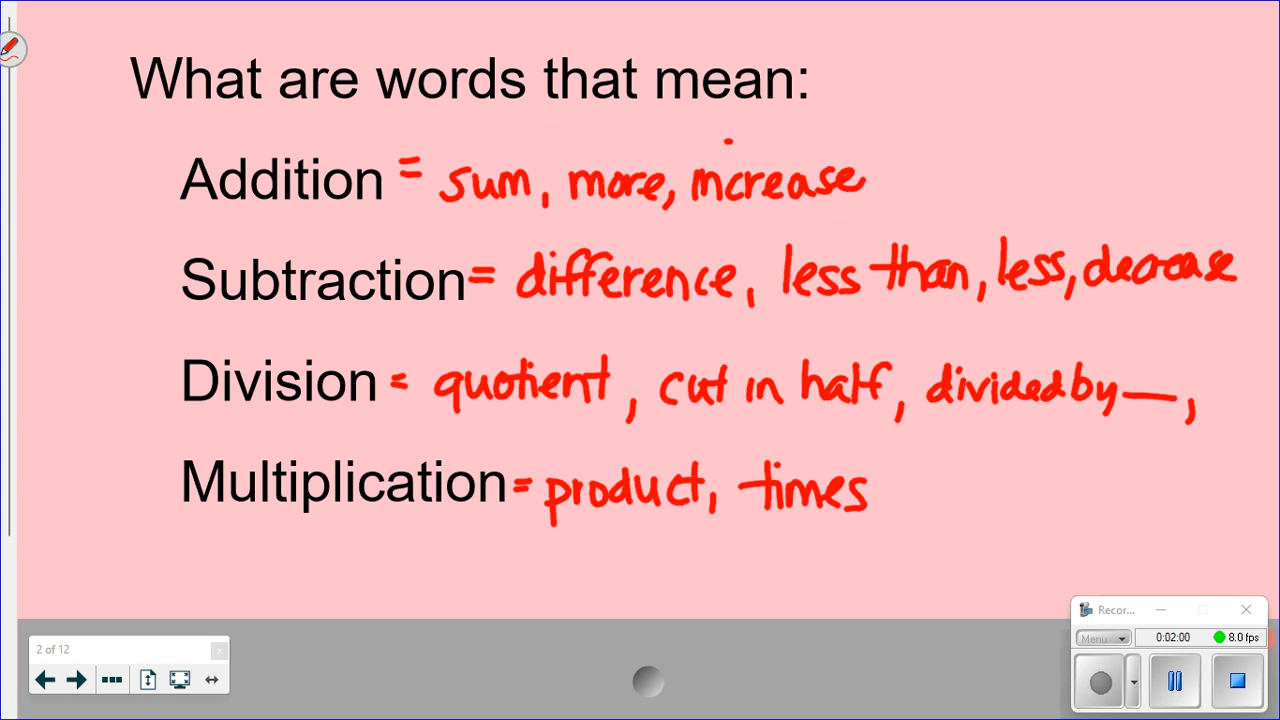 What are words that mean:
Addition = sum, more, increase
Subtraction = difference, less than, less, decrease
Division = quotient, cut in half, divided by __,
Multiplication = product, times
Recor...
Menu 0:02:00 8.0 fps
2 of 12